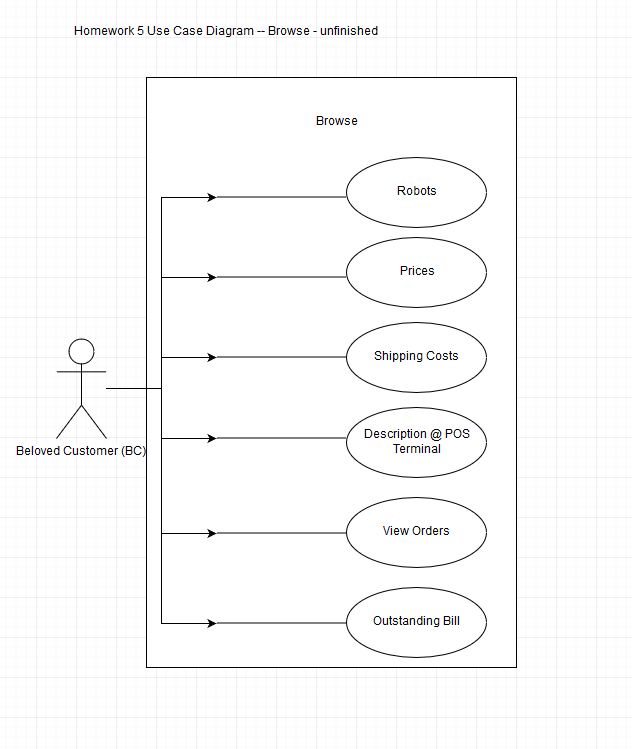 Homework 5 Use Case Diagram -- Browse - unfinished
Browse
Robots
Prices
Shipping Costs
Description @ POS
Terminal
View Orders
Outstanding Bill
Beloved Customer (BC)